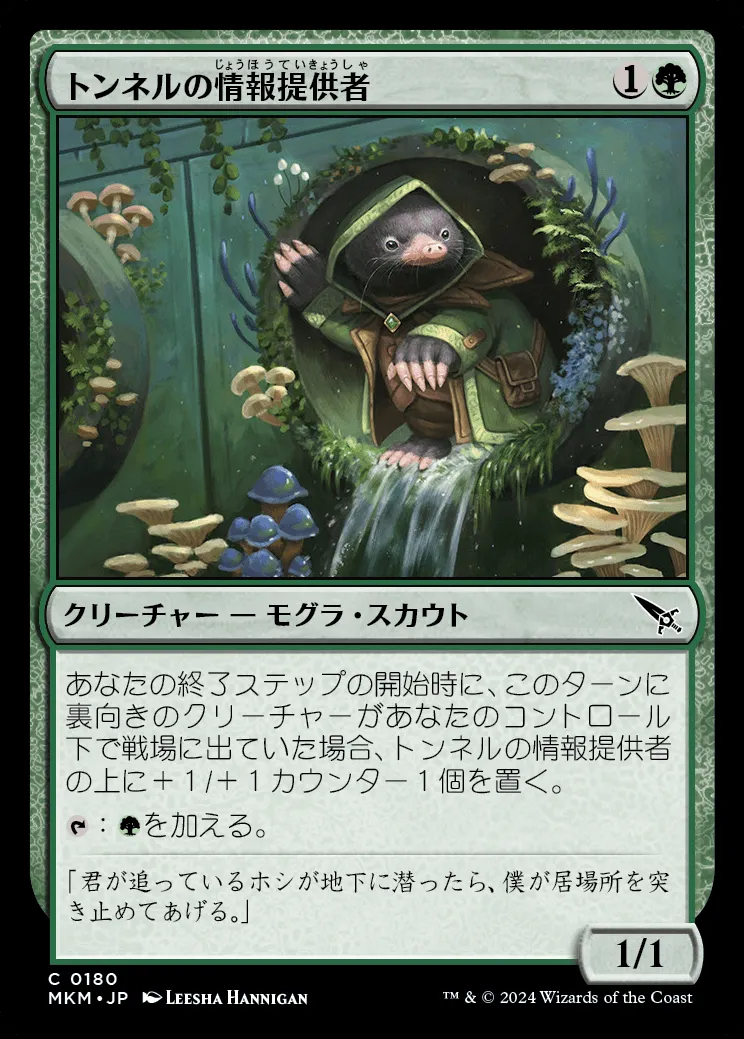 じょうほうていきょうしゃ
トンネルの情報提供者 1
クリーチャー — モグラ・スカウト
あなたの終了ステップの開始時に、このターンに
裏向きのクリーチャーがあなたのコントロール
下で戦場に出ていた場合、トンネルの情報提供者
の上に+1/+1カウンター1個を置く。
:を加える。
「君が追っているホシが地下に潜ったら、僕が居場所を突
き止めてあげる。」
1/1
C 0180
MKM • JP LEESHA HANNIGAN
™ & © 2024 Wizards of the Coast